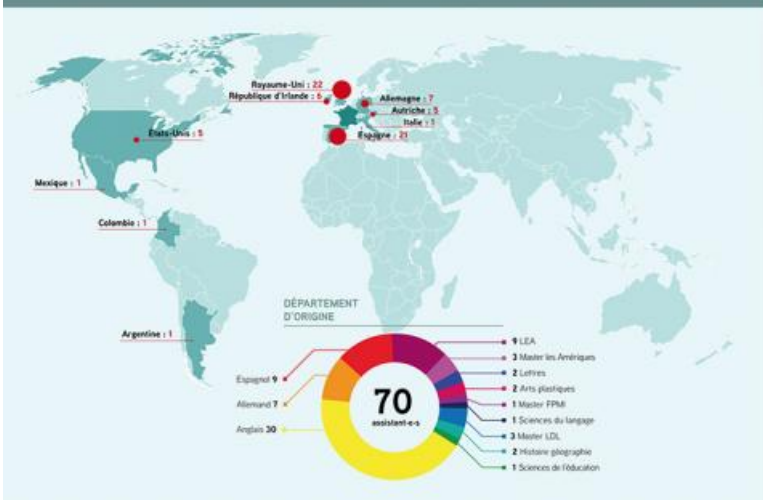 Royaume-Uni : 22
République d'Irlande : 6
Allemagne : 7
Autriche : 5
Italie : 1
États-Unis : 5
Espagne : 21
Mexique : 1
Colombie : 1
Argentine : 1
DÉPARTEMENT
D'ORIGINE
Espagnol 9
Allemand 7
Anglais 30
70
assistant·e·s
9 LEA
3 Master les Amériques
2 Lettres
2 Arts plastiques
1 Master FPMI
1 Sciences du langage
3 Master LDL
2 Histoire géographie
1 Sciences de l'éducation